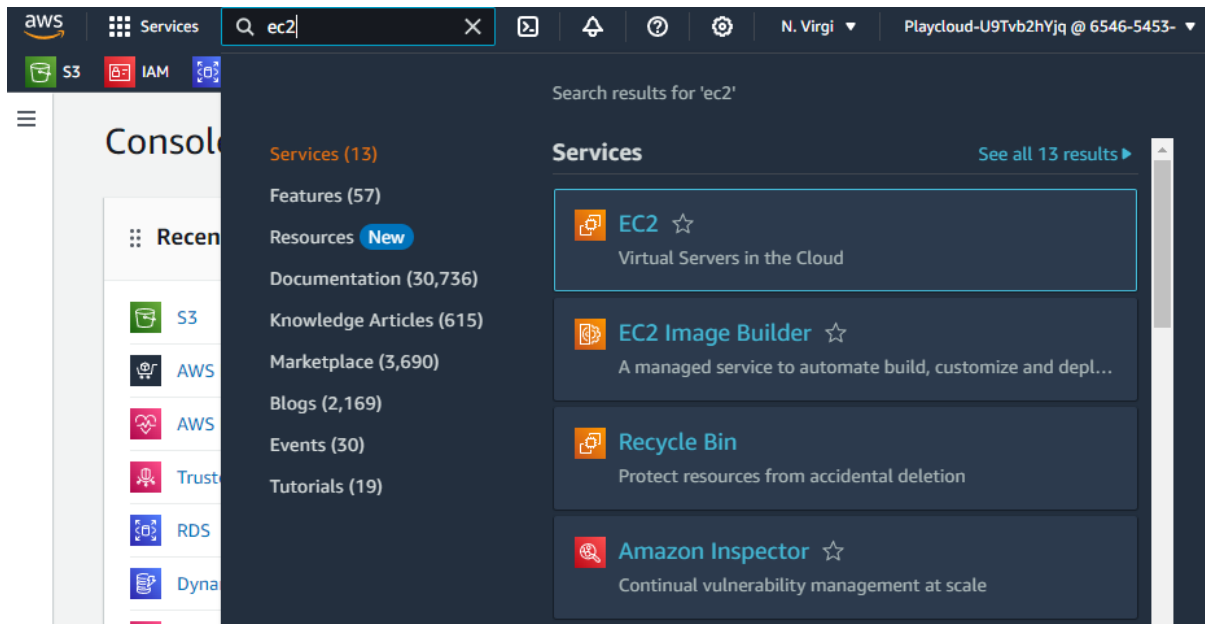 aws
Services
ec2
N. Virgi
Playcloud-U9Tvb2hYjq @ 6546-5453-
S3
IAM
Search results for 'ec2'
Consol
Services (13)
Features (57)
Resources New
Documentation (30,736)
Knowledge Articles (615)
Marketplace (3,690)
Blogs (2,169)
Events (30)
Tutorials (19)
Services
See all 13 results
EC2
Virtual Servers in the Cloud
EC2 Image Builder
A managed service to automate build, customize and depl...
Recycle Bin
Protect resources from accidental deletion
Amazon Inspector
Continual vulnerability management at scale
Recen
S3
AWS
AWS
Trust
RDS
Dyna